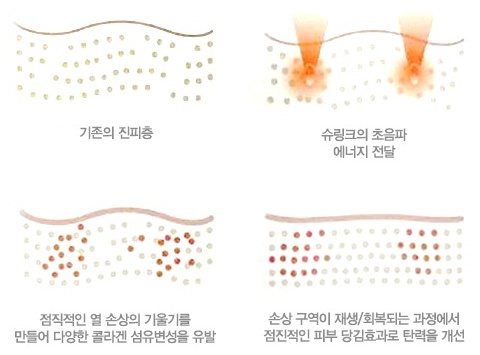 기존의 진피층
슈링크의 초음파
에너지 전달
점직적인 열 손상의 기울기를
만들어 다양한 콜라겐 섬유변성을 유발
손상 구역이 재생/회복되는 과정에서
점진적인 피부 당김효과로 탄력을 개선